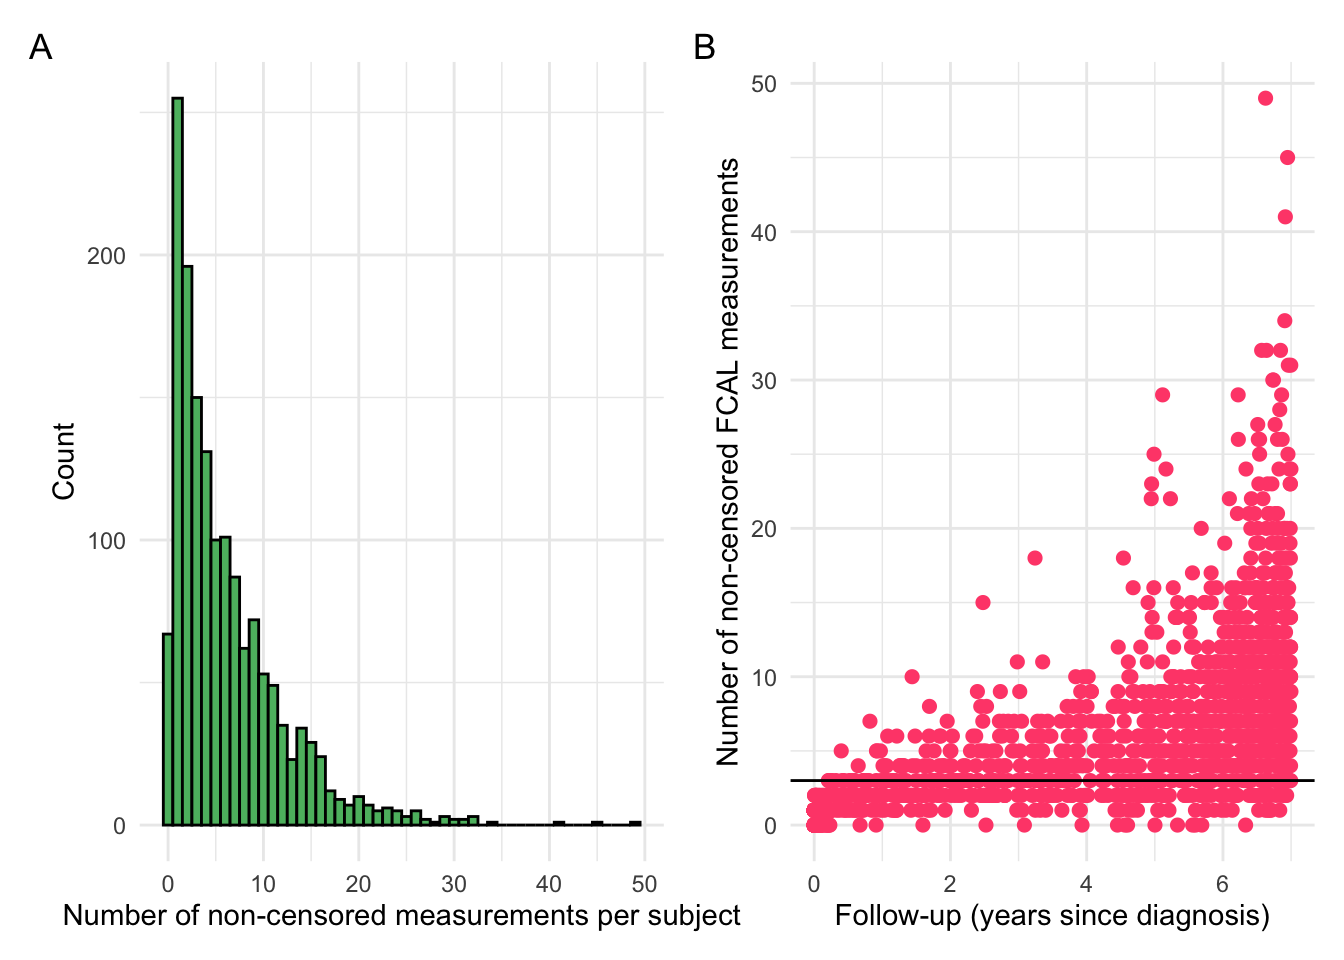 A
Count
200
100
0
0 10 20 30 40 50
Number of non-censored measurements per subject
B
Number of non-censored FCAL measurements
50
40
30
20
10
0
0 2 4 6
Follow-up (years since diagnosis)